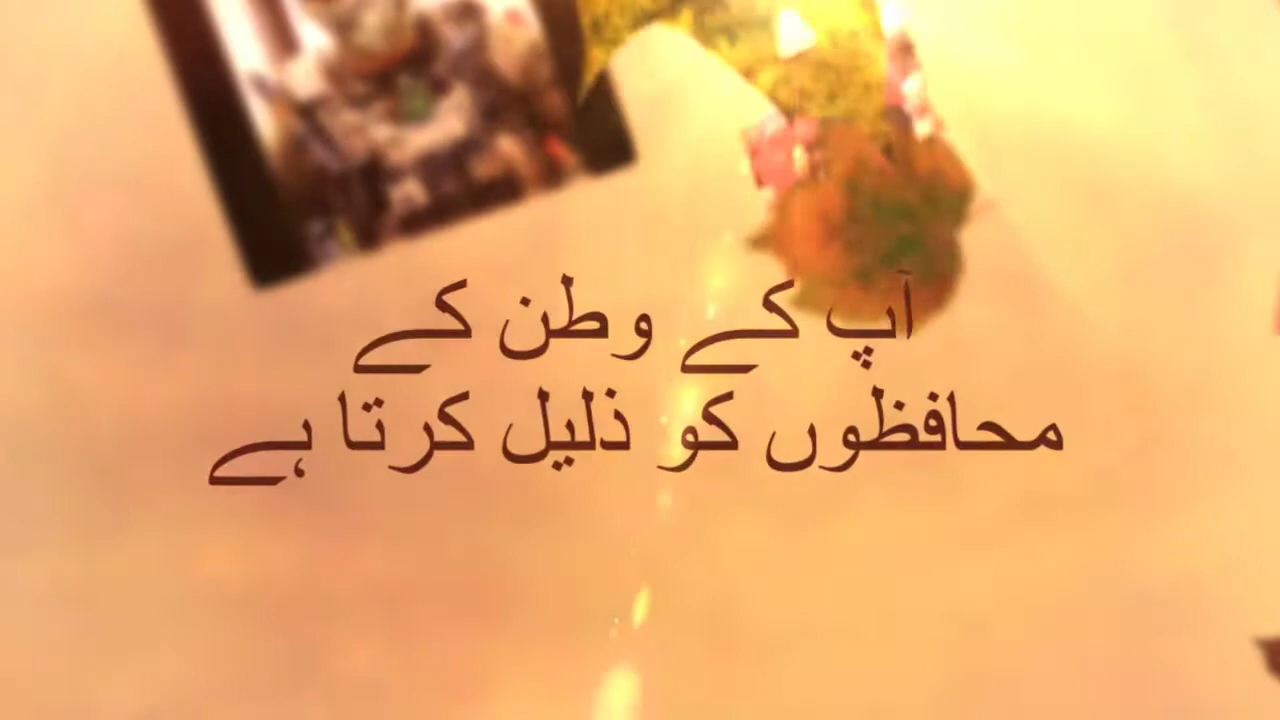 آپ کے وطن کے
محافظوں کو ذلیل کرتا ہے